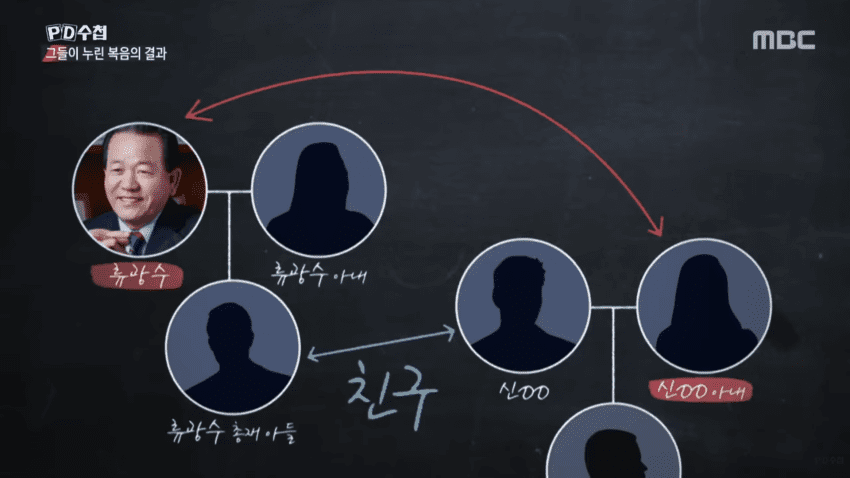 PD수첩
그들이 누린 복음의 결과
MBC
류광수
류광수 아내
류광수 총재 아들
친구
신OO
신OO 아내